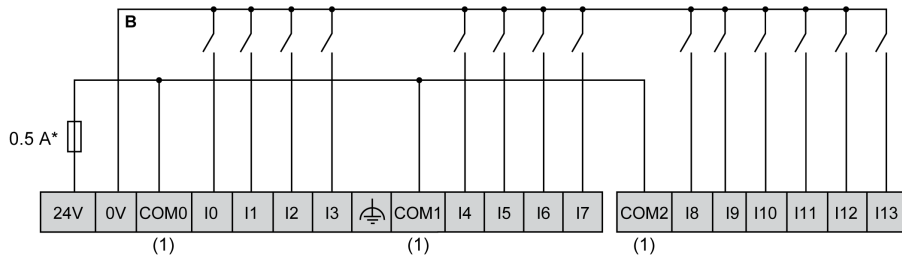 B
0.5 A*
24V 0V COM0 I0 I1 I2 I3 COM1 I4 I5 I6 I7 COM2 I8 I9 I10 I11 I12 I13
(1) (1) (1)